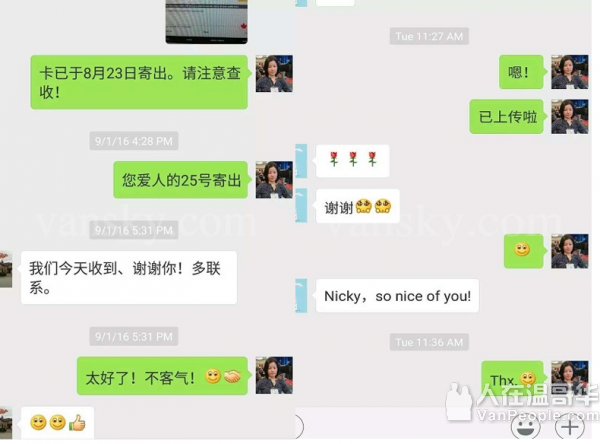 卡已于8月23日寄出。请注意查
收！
9/1/16 4:28 PM
您爱人的25号寄出
vansky.com
9/1/16 5:31 PM
我们今天收到、谢谢你！多联
系。
9/1/16 5:31 PM
太好了！不客气！
Tue 11:27 AM
嗯！
已上传啦
谢谢
vansky.com
Nicky，so nice of you!
Tue 11:36 AM
Thx.
人在温哥华
VanPeople.com